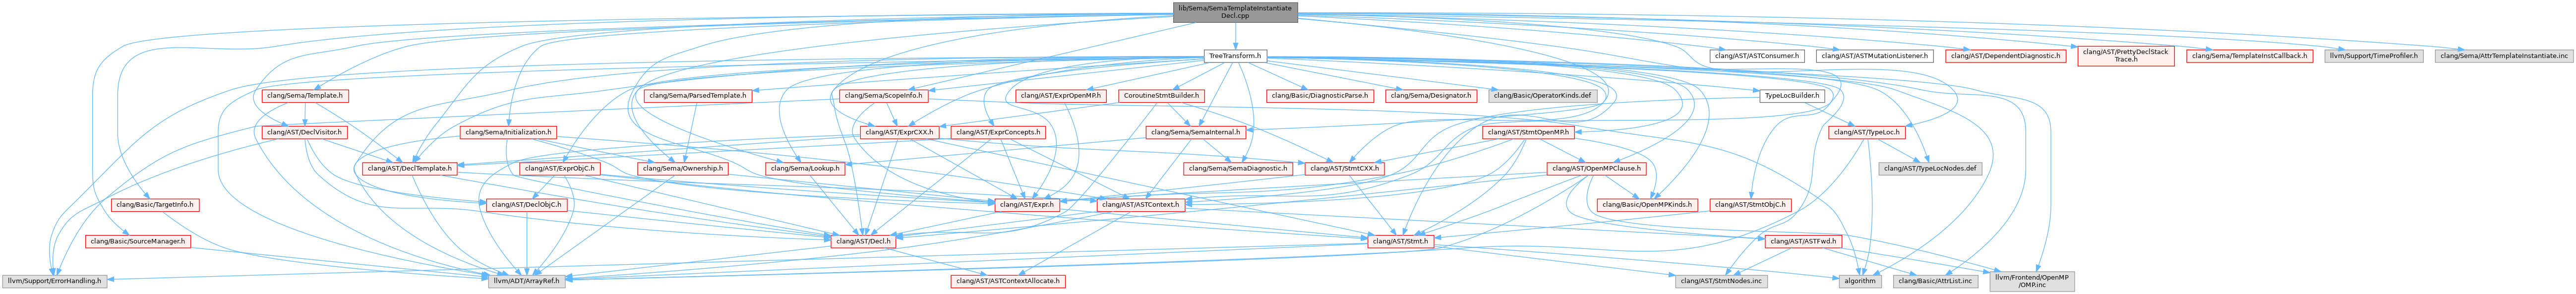 lib/Sema/SemaTemplateInstantiate
Decl.cpp
TreeTransform.h
clang/AST/ASTConsumer.h
clang/AST/ASTMutationListener.h
clang/AST/DependentDiagnostic.h
clang/AST/PrettyDeclStack
Trace.h
clang/Sema/TemplateInstCallback.h
llvm/Support/TimeProfiler.h
clang/Sema/AttrTemplateInstantiate.inc
clang/Sema/Template.h
clang/Sema/ParsedTemplate.h
clang/Sema/ScopeInfo.h
clang/AST/ExprOpenMP.h
CoroutineStmtBuilder.h
clang/Basic/DiagnosticParse.h
clang/Sema/Designator.h
clang/Basic/OperatorKinds.def
TypeLocBuilder.h
clang/AST/DeclVisitor.h
clang/Sema/Initialization.h
clang/AST/ExprCXX.h
clang/AST/ExprConcepts.h
clang/Sema/SemaInternal.h
clang/AST/StmtOpenMP.h
clang/AST/TypeLoc.h
clang/AST/DeclTemplate.h
clang/AST/ExprObjC.h
clang/Sema/Ownership.h
clang/Sema/Lookup.h
clang/Sema/SemaDiagnostic.h
clang/AST/StmtCXX.h
clang/AST/OpenMPClause.h
clang/AST/TypeLocNodes.def
clang/Basic/TargetInfo.h
clang/AST/DeclObjC.h
clang/AST/Expr.h
clang/AST/ASTContext.h
clang/Basic/OpenMPKinds.h
clang/AST/StmtObjC.h
clang/Basic/SourceManager.h
clang/AST/Decl.h
clang/AST/Stmt.h
clang/AST/ASTFwd.h
llvm/Support/ErrorHandling.h
llvm/ADT/ArrayRef.h
clang/AST/ASTContextAllocate.h
clang/AST/StmtNodes.inc
algorithm
clang/Basic/AttrList.inc
llvm/Frontend/OpenMP
/OMP.inc